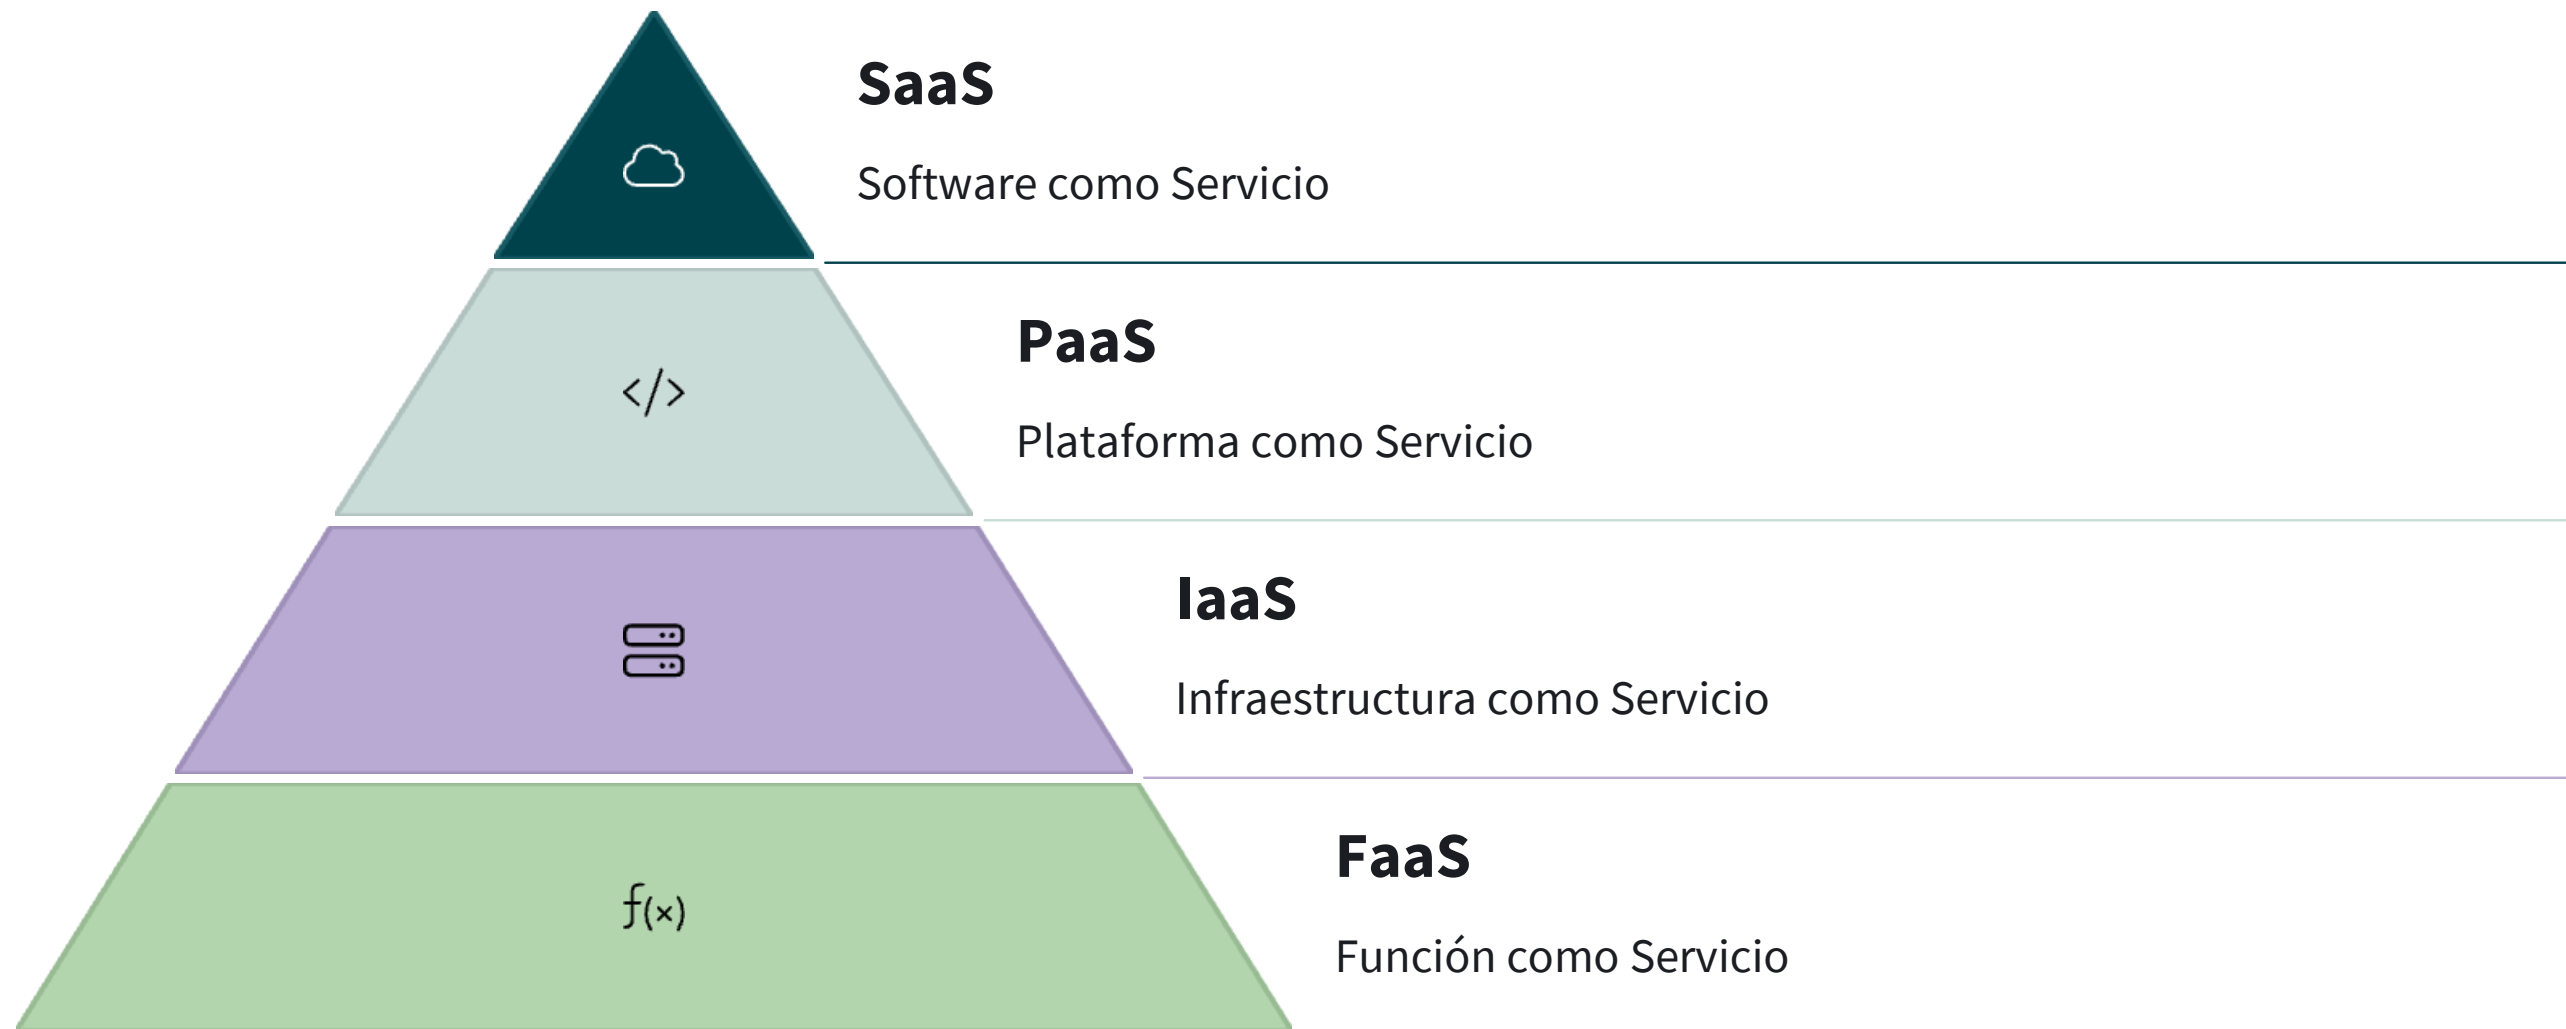 SaaS
Software como Servicio
</>
PaaS
Plataforma como Servicio
IaaS
Infraestructura como Servicio
f(x)
FaaS
Función como Servicio